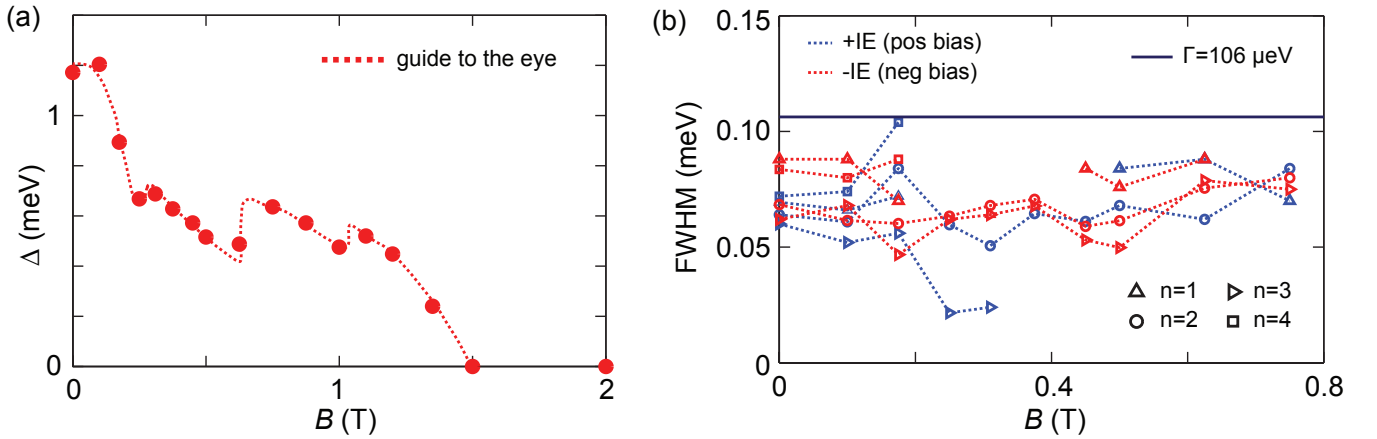 (a)
guide to the eye
Δ (meV)
1
0
0
1
2
B (T)
(b)
0.15
0.10
0.05
0
FWHM (meV)
+IE (pos bias)
-IE (neg bias)
Γ=106 µeV
n=1
n=3
n=2
n=4
0
0.4
0.8
B (T)